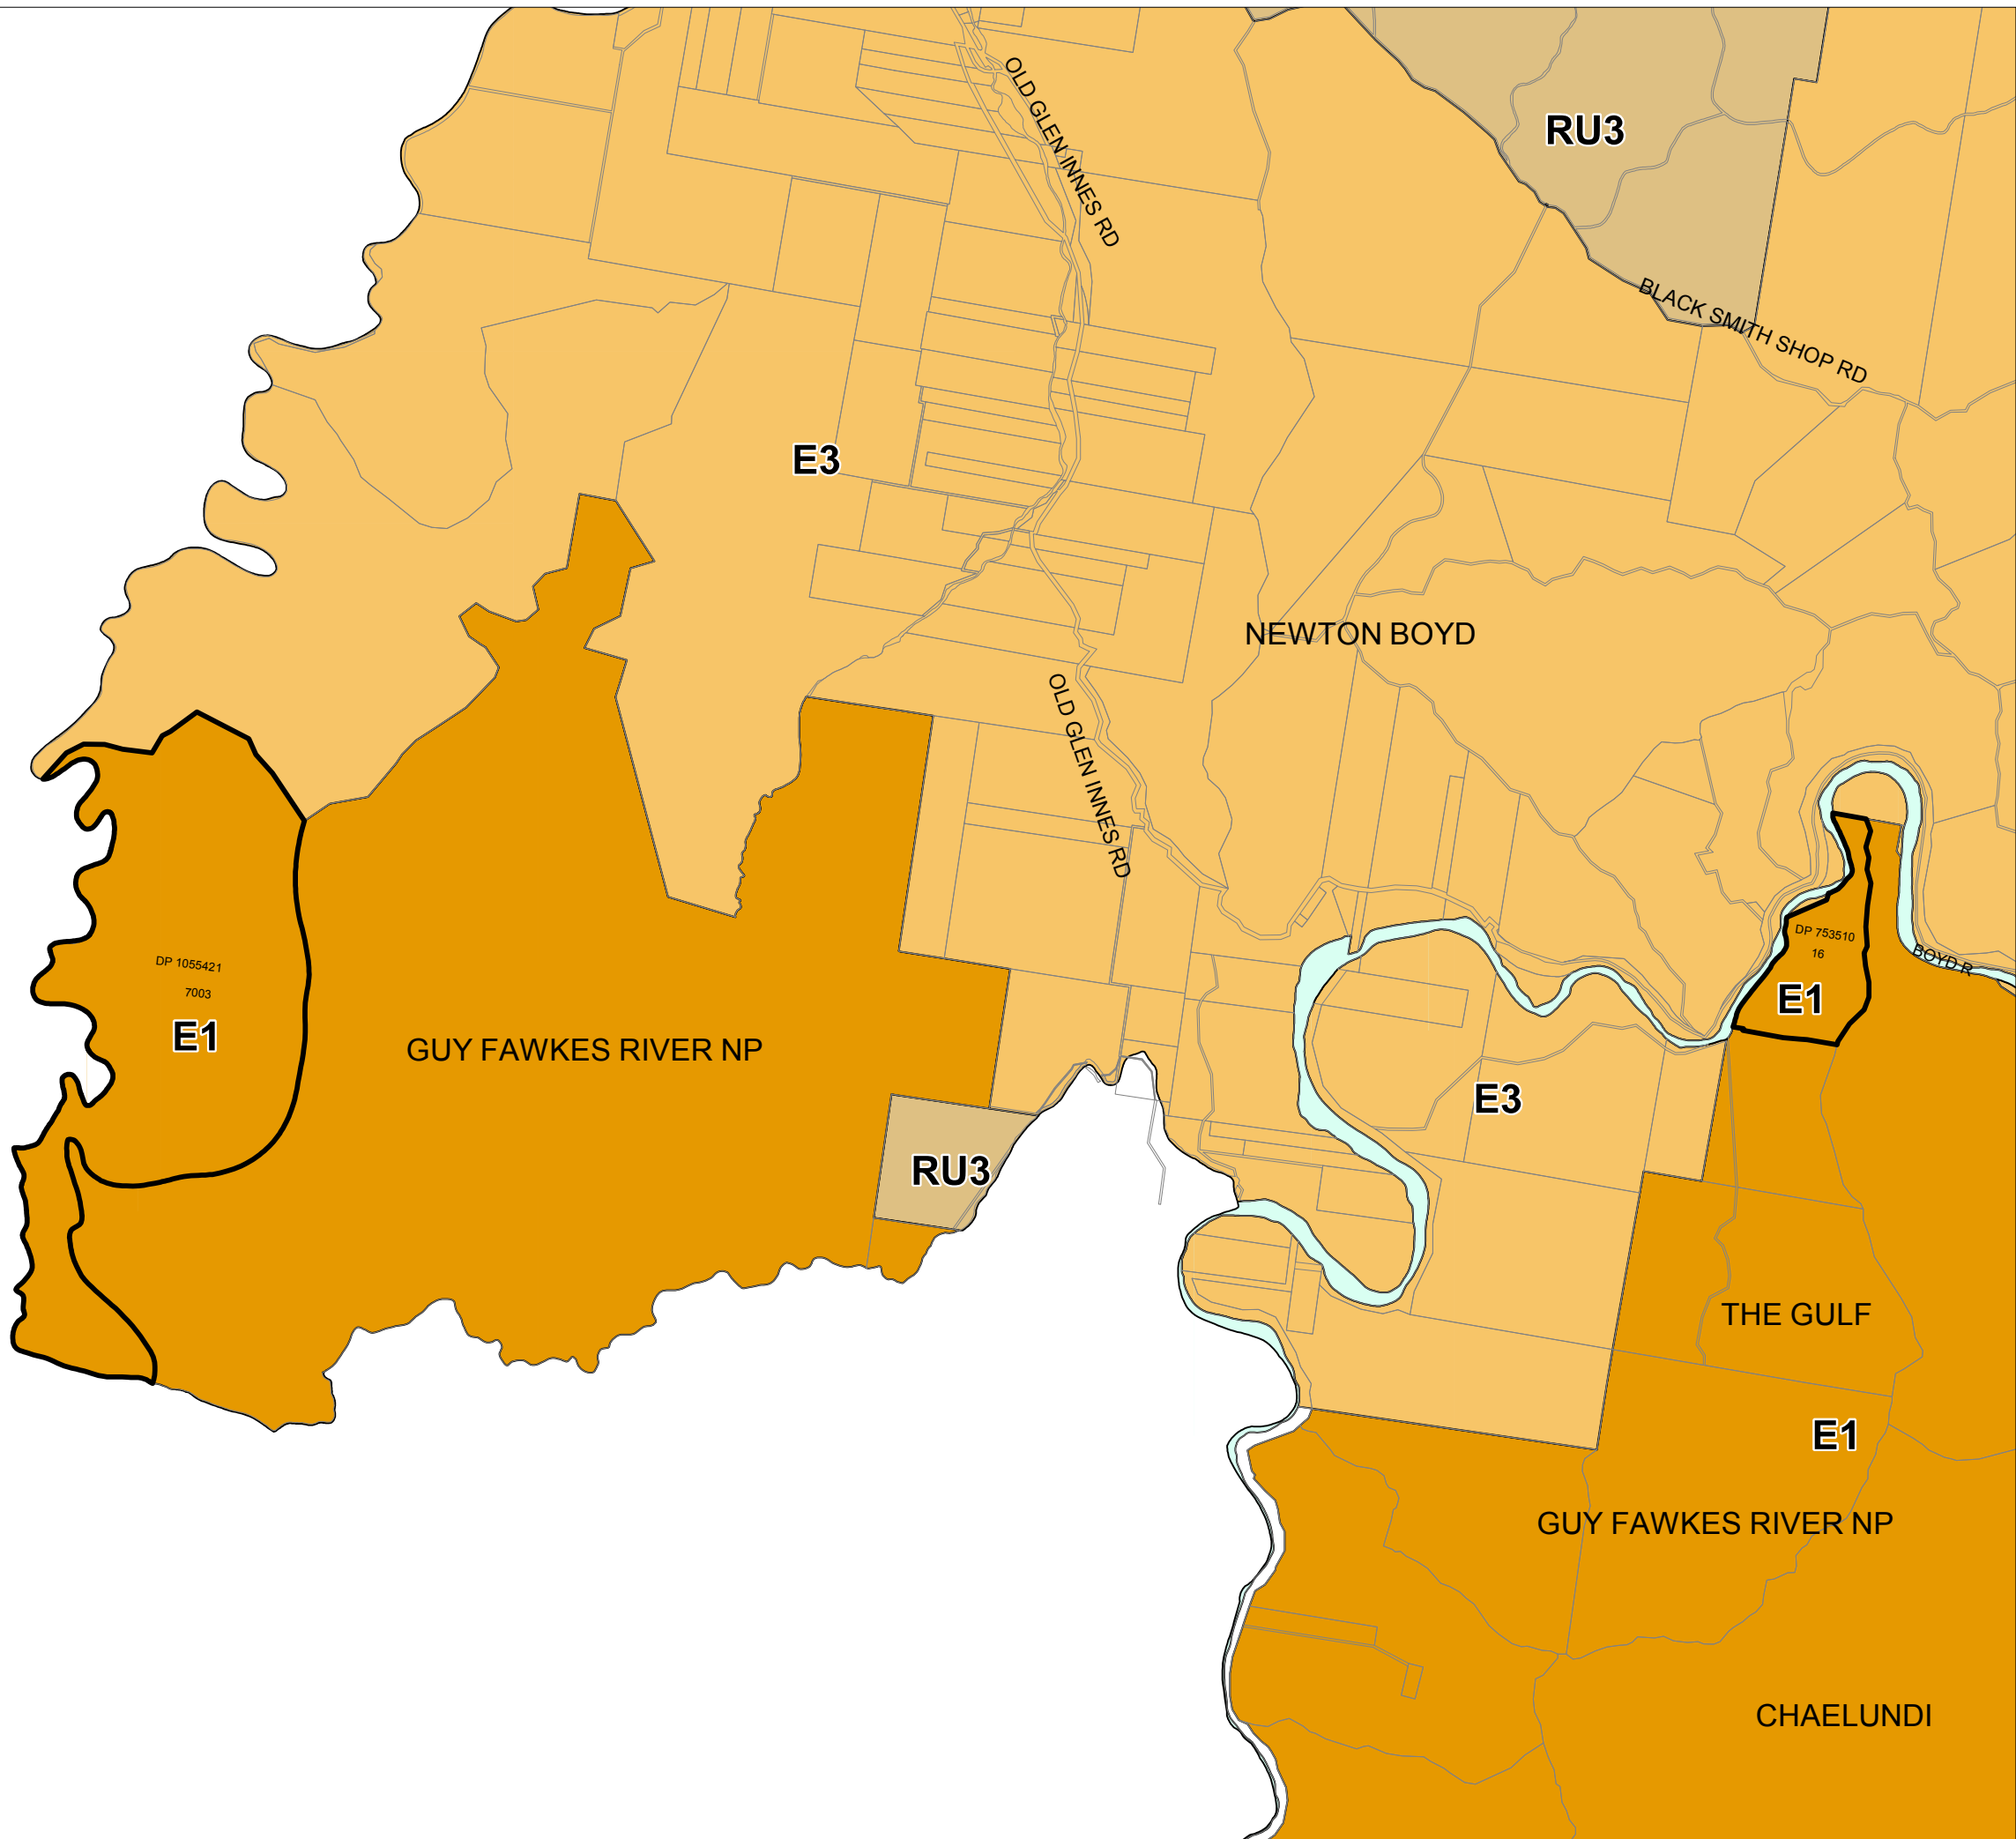 OLD GLEN INNES RD
RU3
BLACK SMITH SHOP RD
E3
NEWTON BOYD
OLD GLEN INNES RD
DP 753510
16
E1
BOYD R
DP 1055421
7003
E1
GUY FAWKES RIVER NP
E3
RU3
THE GULF
E1
GUY FAWKES RIVER NP
CHAELUNDI